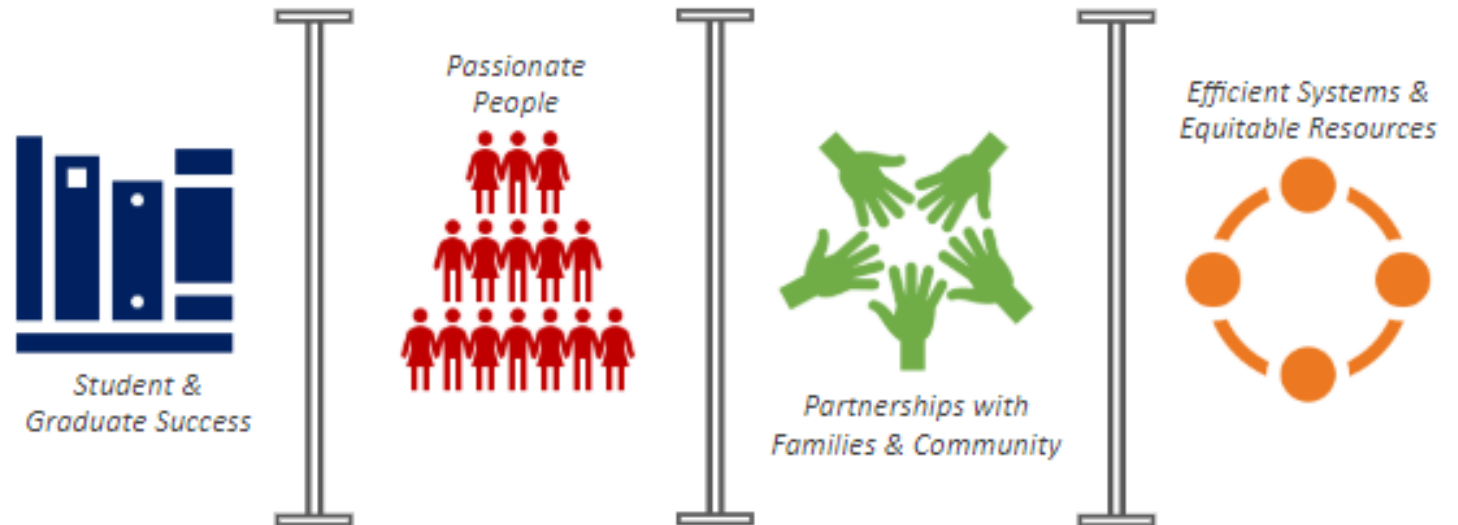 Student &
Graduate Success
Passionate
People
Partnerships with
Families & Community
Efficient Systems &
Equitable Resources